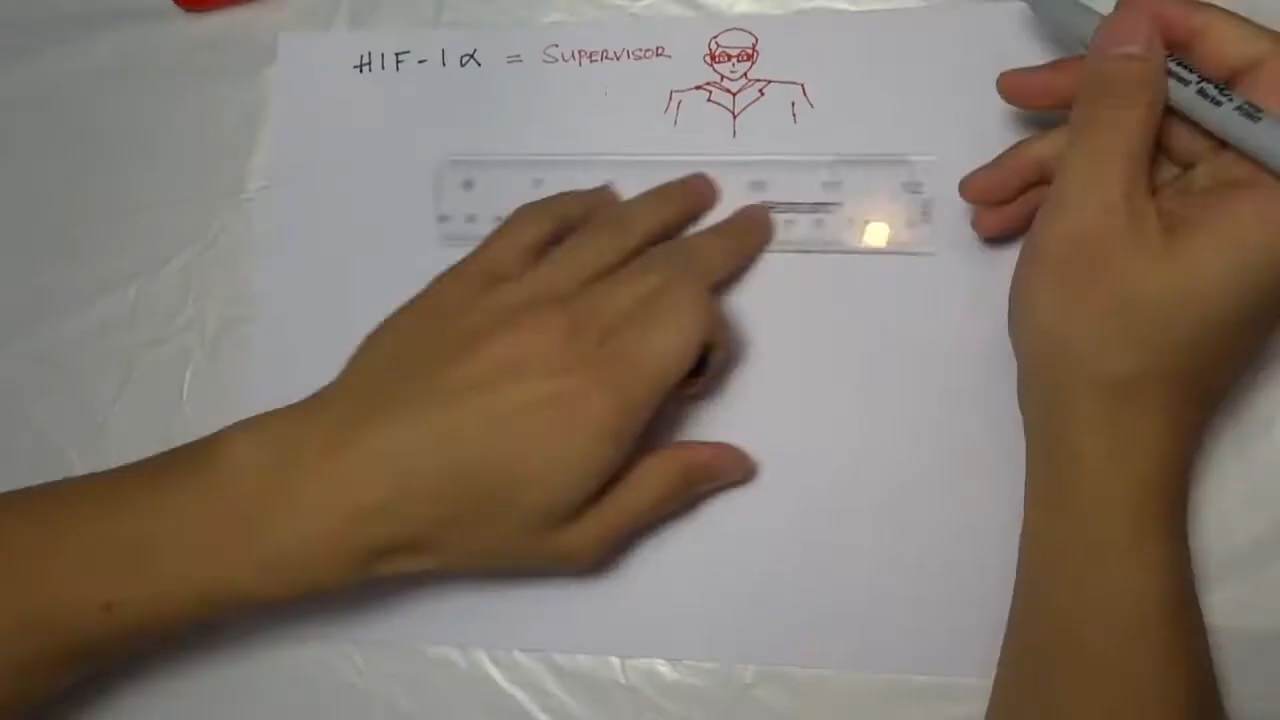 HIF-1α = SUPERVISOR